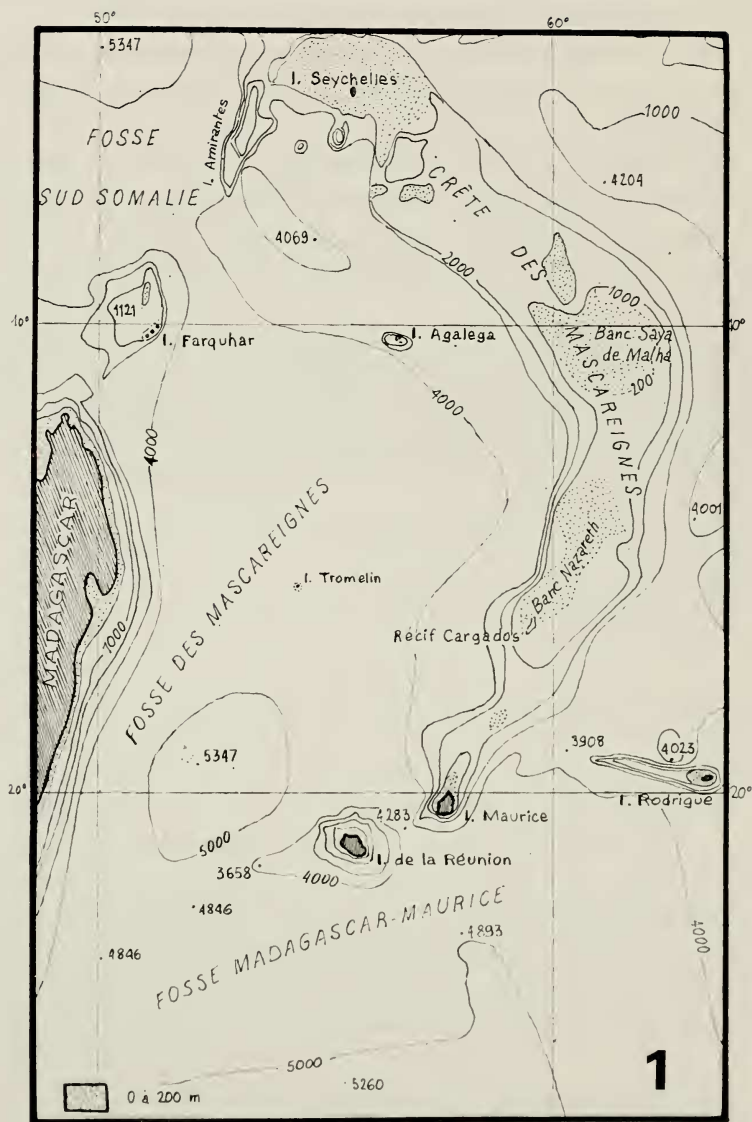 50°
60°
5347
I. Seychelles
1000
I. Amirantes
FOSSE
SUD SOMALIE
CRÊTE DES MASCAREIGNES
4204
4069
2000
1121
1000
10°
10°
I. Farquhar
I. Agalega
Banc Saya
de Malha
200
4000
4000
4001
MADAGASCAR
FOSSE DES MASCAREIGNES
I. Tromelin
Banc Nazareth
Récif Cargados
1000
5347
3908
4023
20°
20°
I. Rodrigue
4283
I. Maurice
5000
I. de la Réunion
3658
4000
4846
4000
4893
4846
FOSSE MADAGASCAR-MAURICE
5000
5260
1
0 à 200 m